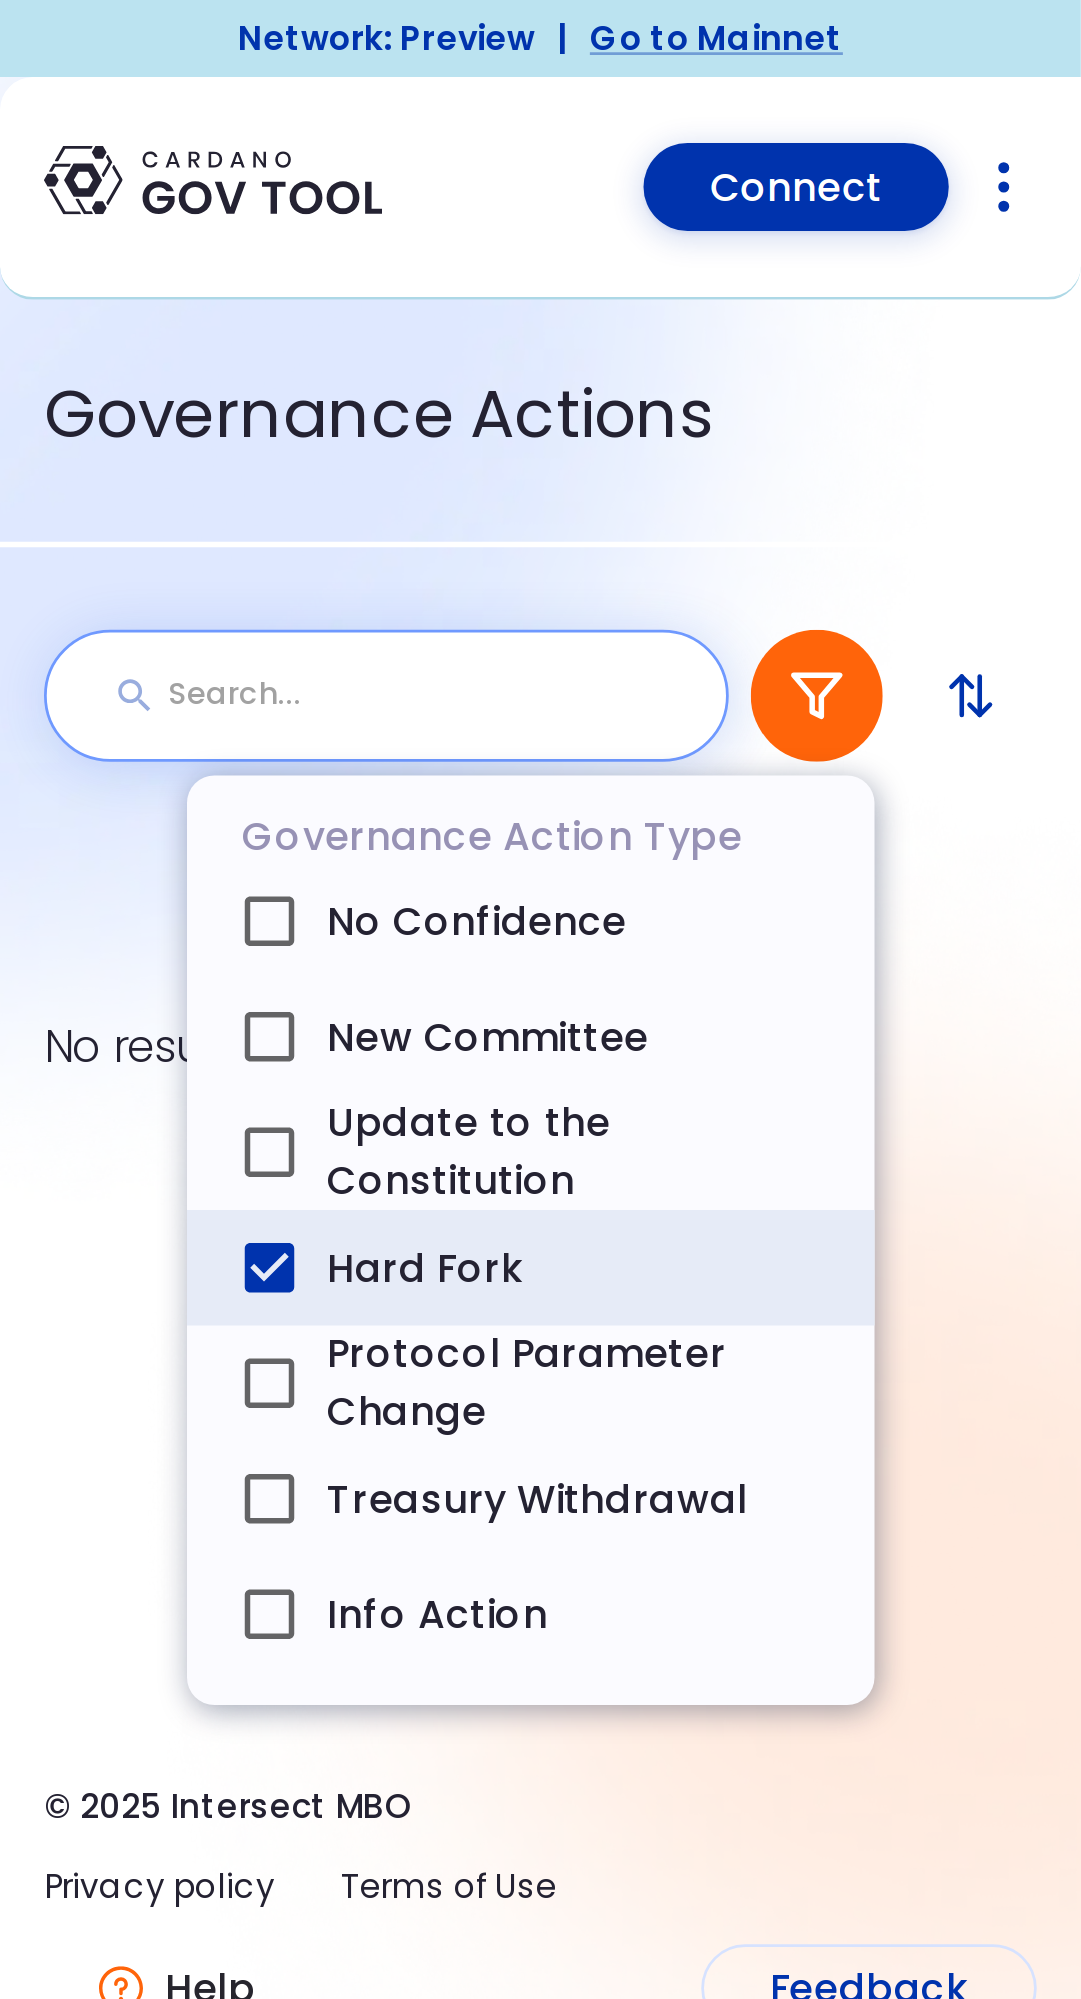 Network: Preview | Go to Mainnet
CARDANO
GOV TOOL
Connect
Governance Actions
Search...
Governance Action Type
No Confidence
New Committee
No resu
Update to the
Constitution
Hard Fork
Protocol Parameter
Change
Treasury Withdrawal
Info Action
© 2025 Intersect MBO
Privacy policy Terms of Use
Help
Feedback